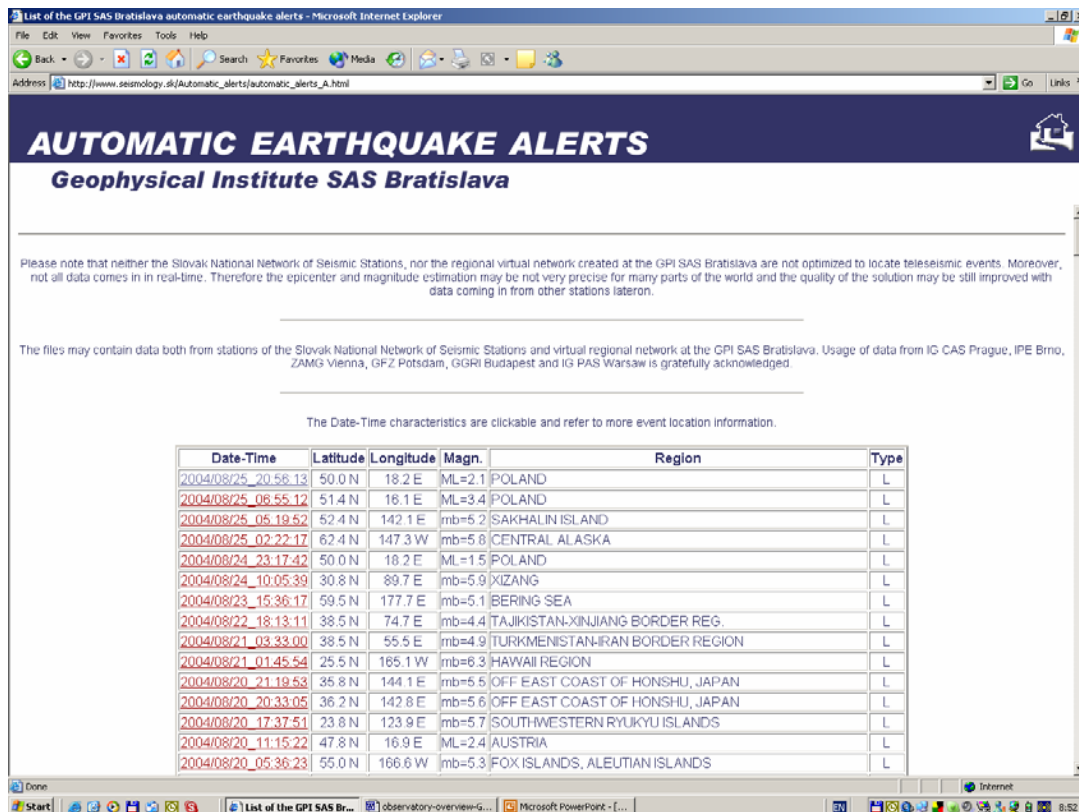 List of the GPI SAS Bratislava automatic earthquake alerts - Microsoft Internet Explorer
File Edit View Favorites Tools Help
Back Search Favorites Media
Address http://www.seismology.sk/Automatic_alerts/automatic_alerts_A.html Go Links
AUTOMATIC EARTHQUAKE ALERTS
Geophysical Institute SAS Bratislava
Please note that neither the Slovak National Network of Seismic Stations, nor the regional virtual network created at the GPI SAS Bratislava are not optimized to locate teleseismic events. Moreover,
not all data comes in in real-time. Therefore the epicenter and magnitude estimation may be not very precise for many parts of the world and the quality of the solution may be still improved with
data coming in from other stations lateron.
The files may contain data both from stations of the Slovak National Network of Seismic Stations and virtual regional network at the GPI SAS Bratislava. Usage of data from IG CAS Prague, IPE Brno,
ZAMG Vienna, GFZ Potsdam, GGRI Budapest and IG PAS Warsaw is gratefully acknowledged.
The Date-Time characteristics are clickable and refer to more event location information.
Date-Time Latitude Longitude Magn. Region Type
2004/08/25_20:56:13 50.0 N 18.2 E ML=2.1 POLAND L
2004/08/25_06:55:12 51.4 N 16.1 E ML=3.4 POLAND L
2004/08/25_05:19:52 52.4 N 142.1 E mb=5.2 SAKHALIN ISLAND L
2004/08/25_02:22:17 62.4 N 147.3 W mb=5.8 CENTRAL ALASKA L
2004/08/24_23:17:42 50.0 N 18.2 E ML=1.5 POLAND L
2004/08/24_10:05:39 30.8 N 89.7 E mb=5.9 XIZANG L
2004/08/23_15:36:17 59.5 N 177.7 E mb=5.1 BERING SEA L
2004/08/22_18:13:11 38.5 N 74.7 E mb=4.4 TAJIKISTAN-XINJIANG BORDER REG. L
2004/08/21_03:33:00 38.5 N 55.5 E mb=4.9 TURKMENISTAN-IRAN BORDER REGION L
2004/08/21_01:45:54 25.5 N 165.1 W mb=6.3 HAWAII REGION L
2004/08/20_21:19:53 35.8 N 144.1 E mb=5.5 OFF EAST COAST OF HONSHU, JAPAN L
2004/08/20_20:33:05 36.2 N 142.8 E mb=5.6 OFF EAST COAST OF HONSHU, JAPAN L
2004/08/20_17:37:51 23.8 N 123.9 E mb=5.7 SOUTHWESTERN RYUKYU ISLANDS L
2004/08/20_11:15:22 47.8 N 16.9 E ML=2.4 AUSTRIA L
2004/08/20_05:36:23 55.0 N 166.6 W mb=5.3 FOX ISLANDS, ALEUTIAN ISLANDS L
Done Internet
Start List of the GPI SAS Br... observatory-overview-G... Microsoft PowerPoint - [... EN 8:52